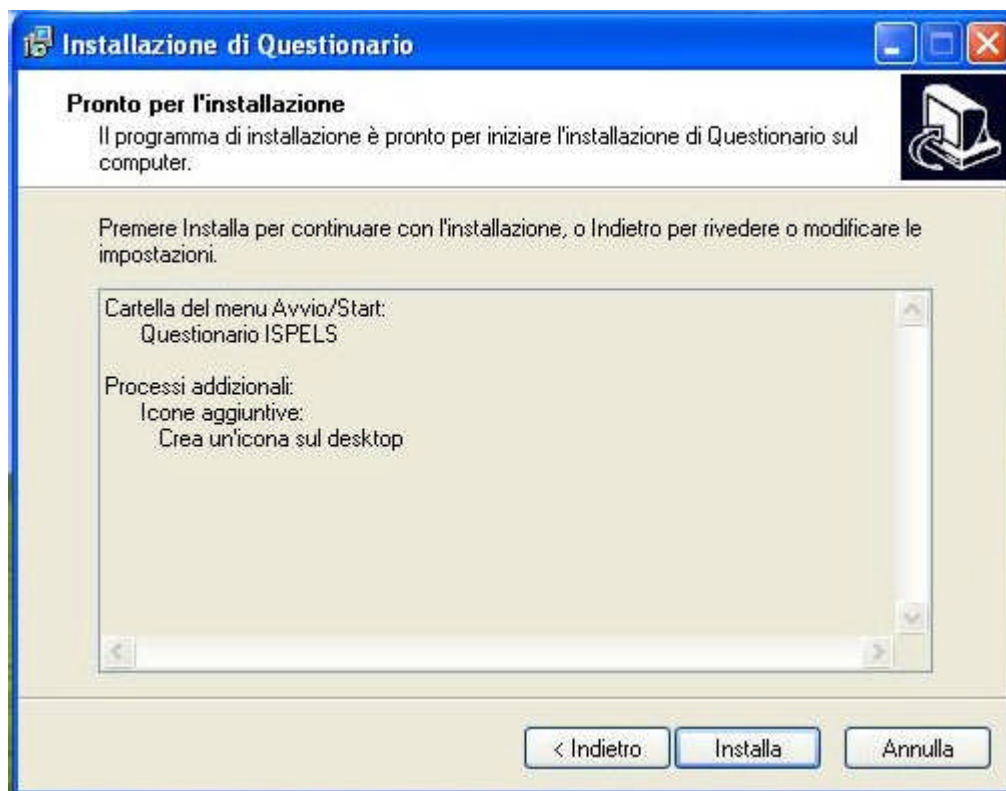 Installazione di Questionario
Pronto per l'installazione
Il programma di installazione è pronto per iniziare l'installazione di Questionario sul
computer.
Premere Installa per continuare con l'installazione, o Indietro per rivedere o modificare le
impostazioni.
Cartella del menu Avvio/Start:
Questionario ISPELS
Processi addizionali:
Icone aggiuntive:
Crea un'icona sul desktop
< Indietro
Installa
Annulla